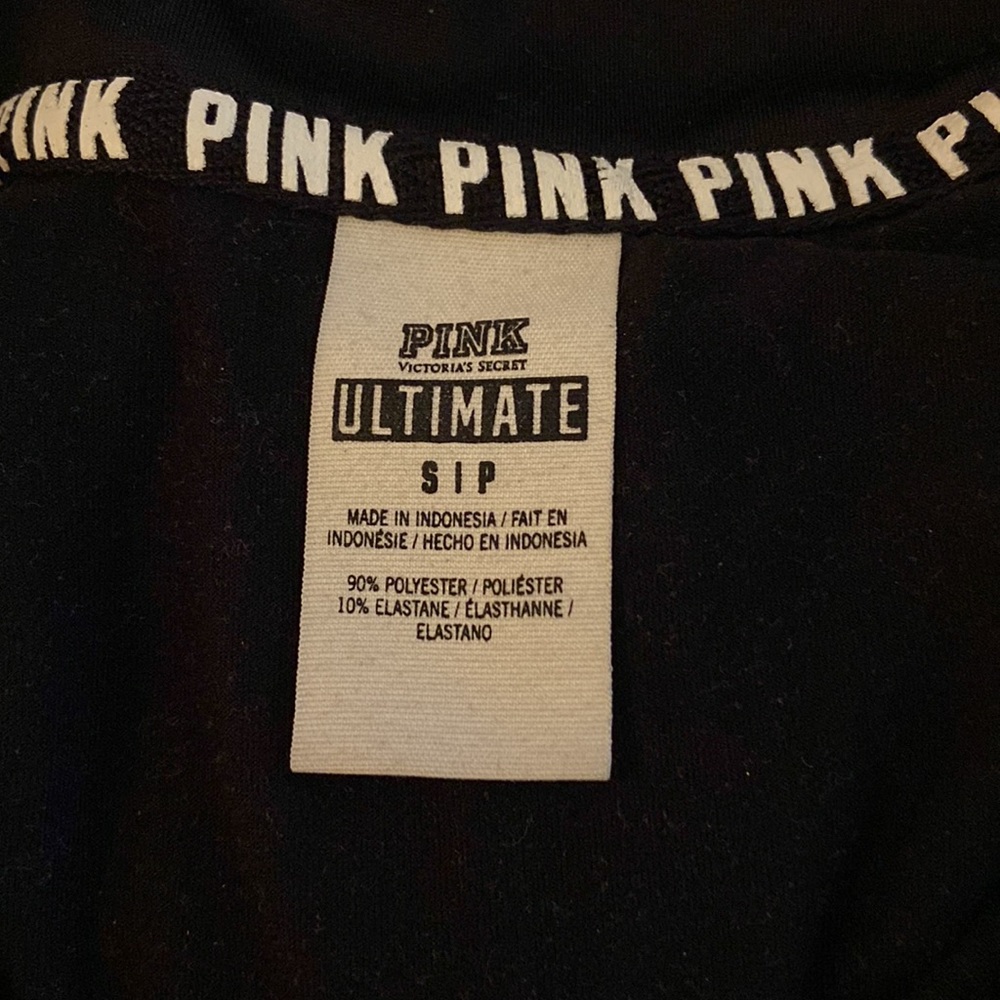 PINK PINK PINK PINK PI
PINK
VICTORIA'S SECRET
ULTIMATE
S | P
MADE IN INDONESIA / FAIT EN
INDONÉSIE / HECHO EN INDONESIA
90% POLYESTER / POLIÉSTER
10% ELASTANE / ÉLASTHANNE /
ELASTANO